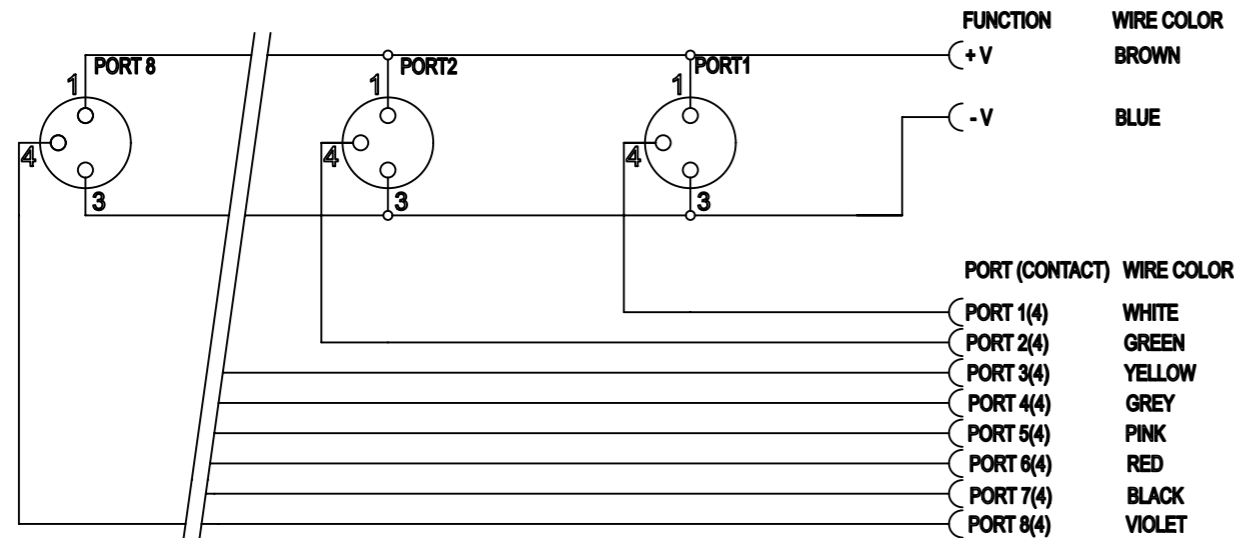 FUNCTION WIRE COLOR
PORT 8 PORT2 PORT1 + V BROWN
1 1 1
- V BLUE
4 4 4
3 3 3
PORT (CONTACT) WIRE COLOR
PORT 1(4) WHITE
PORT 2(4) GREEN
PORT 3(4) YELLOW
PORT 4(4) GREY
PORT 5(4) PINK
PORT 6(4) RED
PORT 7(4) BLACK
PORT 8(4) VIOLET